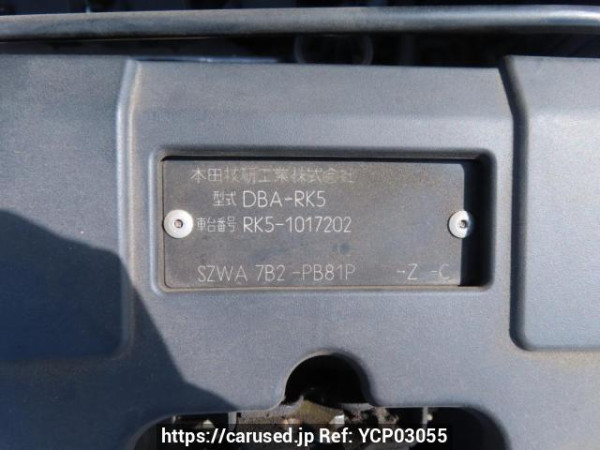 本田技研工業株式会社
型式 DBA-RK5
車台番号 RK5-1017202
SZWA 7B2 -PB81P -Z -C
https://carused.jp Ref: YCP03055